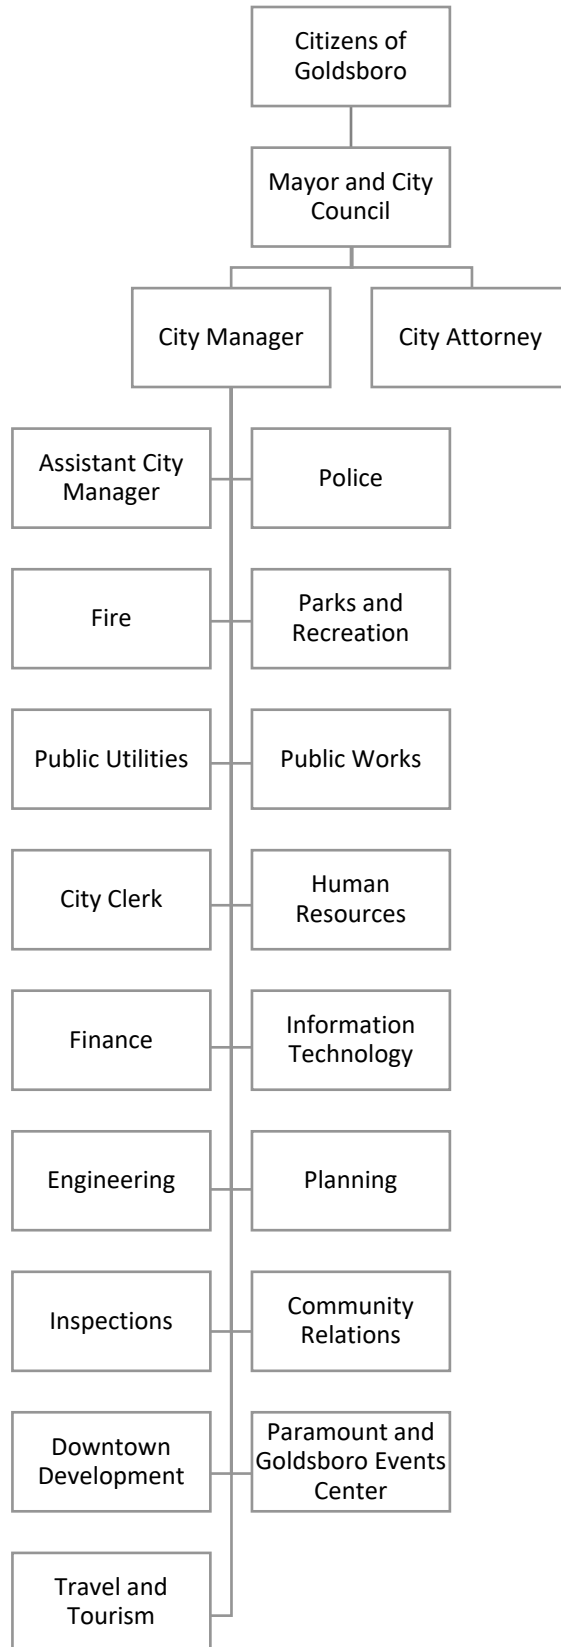 Citizens of
Goldsboro
Mayor and City
Council
City Manager
City Attorney
Assistant City
Manager
Police
Fire
Parks and
Recreation
Public Utilities
Public Works
City Clerk
Human
Resources
Finance
Information
Technology
Engineering
Planning
Inspections
Community
Relations
Downtown
Development
Paramount and
Goldsboro Events
Center
Travel and
Tourism